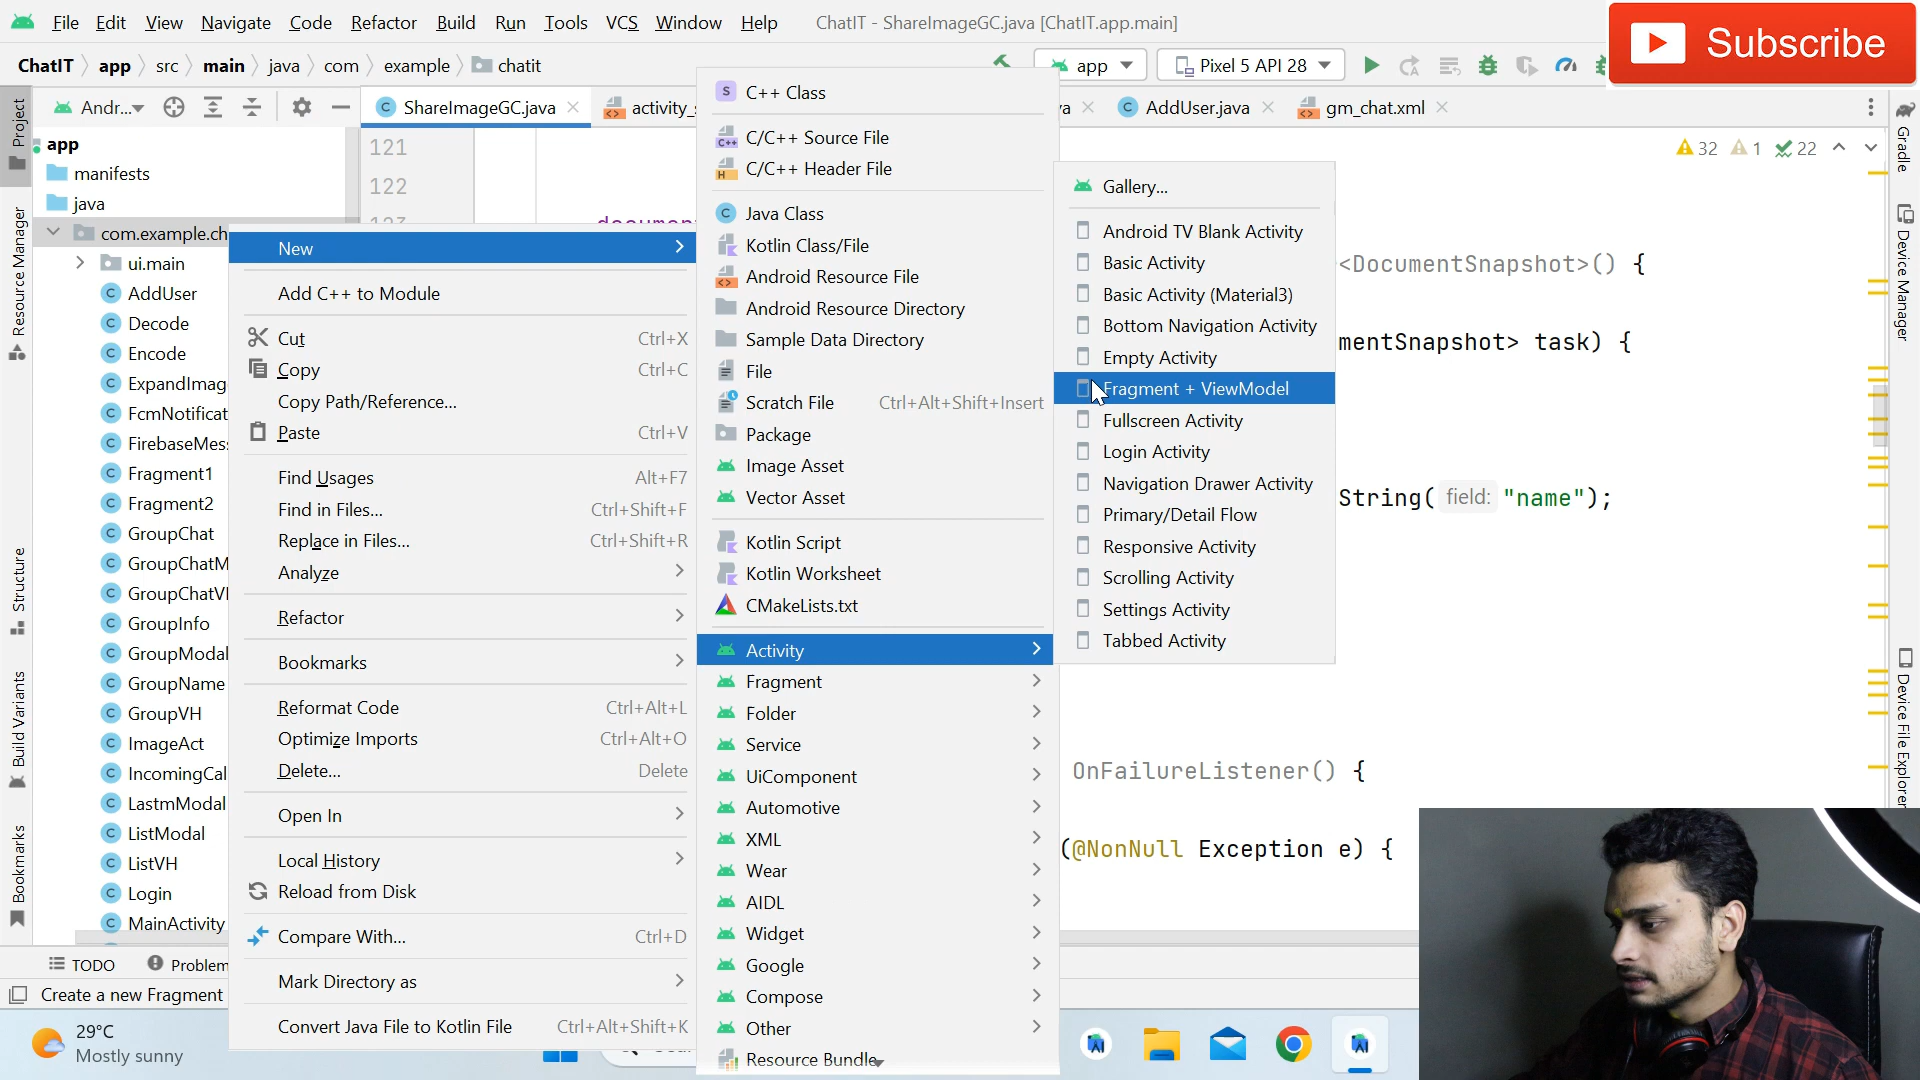 File Edit View Navigate Code Refactor Build Run Tools VCS Window Help ChatIT - ShareImageGC.java [ChatIT.app.main]
Subscribe
ChatIT app src main java com example chatit
app Pixel 5 API 28
Andr...
ShareImageGC.java
AddUser.java
gm_chat.xml
32 1 22
Project
Resource Manager
Structure
Build Variants
Bookmarks
Gradle
Device Manager
Device File Explorer
app
manifests
java
com.example.ch
ui.main
AddUser
Decode
Encode
ExpandImag
FcmNotificat
FirebaseMes
Fragment1
Fragment2
GroupChat
GroupChatM
GroupChatVI
GroupInfo
GroupModal
GroupName
GroupVH
ImageAct
IncomingCal
LastmModal
ListModal
ListVH
Login
MainActivity
121
122
New
Add C++ to Module
Cut Ctrl+X
Copy Ctrl+C
Copy Path/Reference...
Paste Ctrl+V
Find Usages Alt+F7
Find in Files... Ctrl+Shift+F
Replace in Files... Ctrl+Shift+R
Analyze
Refactor
Bookmarks
Reformat Code Ctrl+Alt+L
Optimize Imports Ctrl+Alt+O
Delete... Delete
Open In
Local History
Reload from Disk
Compare With... Ctrl+D
Mark Directory as
Convert Java File to Kotlin File Ctrl+Alt+Shift+K
C++ Class
C/C++ Source File
C/C++ Header File
Java Class
Kotlin Class/File
Android Resource File
Android Resource Directory
Sample Data Directory
File
Scratch File Ctrl+Alt+Shift+Insert
Package
Image Asset
Vector Asset
Kotlin Script
Kotlin Worksheet
CMakeLists.txt
Activity
Fragment
Folder
Service
UiComponent
Automotive
XML
Wear
AIDL
Widget
Google
Compose
Other
Resource Bundle
Gallery...
Android TV Blank Activity
Basic Activity
Basic Activity (Material3)
Bottom Navigation Activity
Empty Activity
Fragment + ViewModel
Fullscreen Activity
Login Activity
Navigation Drawer Activity
Primary/Detail Flow
Responsive Activity
Scrolling Activity
Settings Activity
Tabbed Activity
<DocumentSnapshot>() {
mentSnapshot> task) {
String( field: "name");
OnFailureListener() {
(@NonNull Exception e) {
TODO Problem
Create a new Fragment
29°C
Mostly sunny